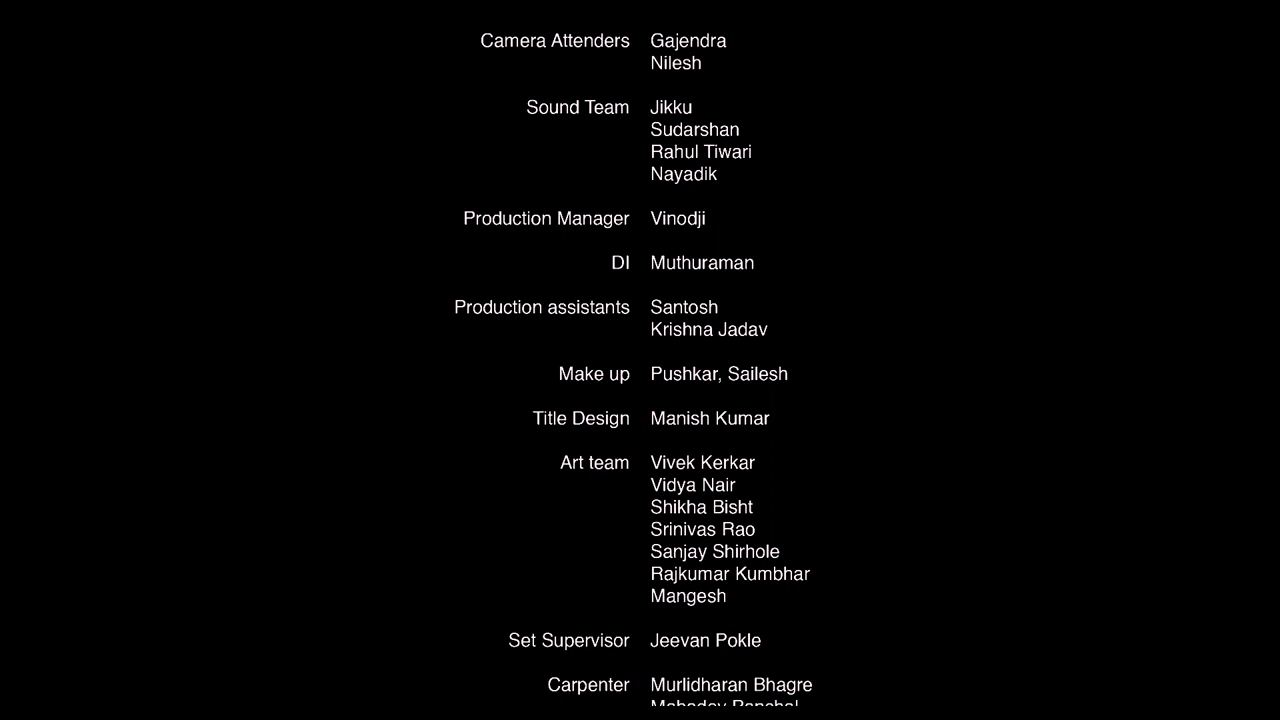 Camera Attenders Gajendra
Nilesh
Sound Team Jikku
Sudarshan
Rahul Tiwari
Nayadik
Production Manager Vinodji
DI Muthuraman
Production assistants Santosh
Krishna Jadav
Make up Pushkar, Sailesh
Title Design Manish Kumar
Art team Vivek Kerkar
Vidya Nair
Shikha Bisht
Srinivas Rao
Sanjay Shirhole
Rajkumar Kumbhar
Mangesh
Set Supervisor Jeevan Pokle
Carpenter Murlidharan Bhagre